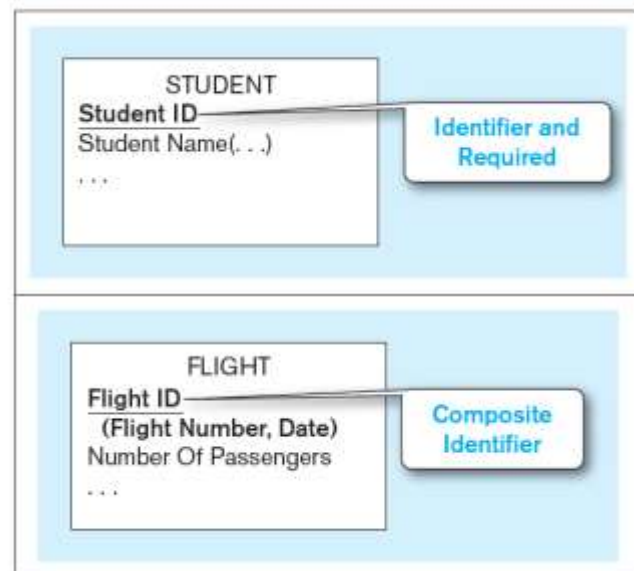 STUDENT
Student ID
Student Name(. . .)
. . .
Identifier and
Required
FLIGHT
Flight ID
(Flight Number, Date)
Number Of Passengers
. . .
Composite
Identifier